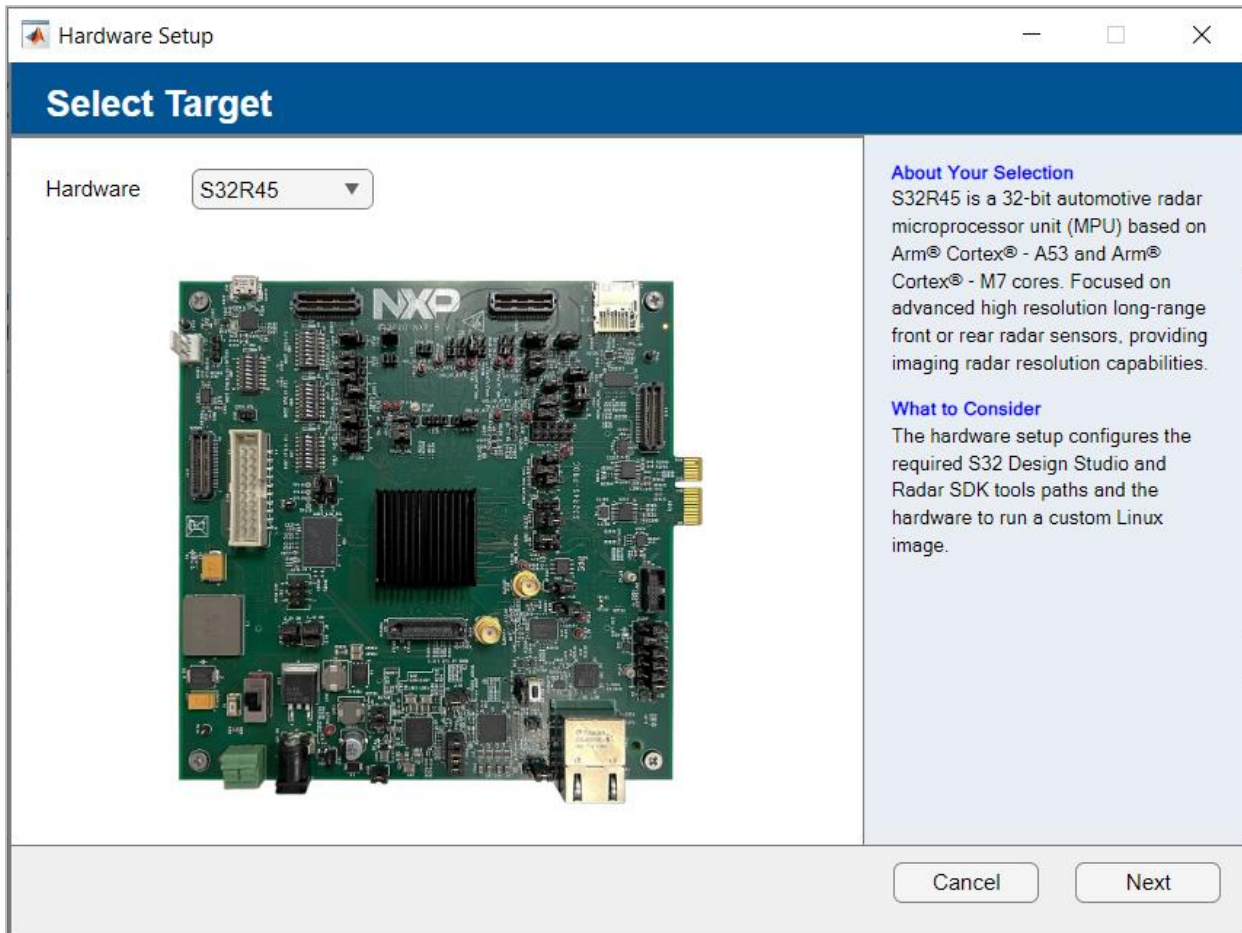 Hardware Setup
Select Target
Hardware
S32R45
NXP
S32R45-PROC
About Your Selection
S32R45 is a 32-bit automotive radar
microprocessor unit (MPU) based on
Arm® Cortex® - A53 and Arm®
Cortex® - M7 cores. Focused on
advanced high resolution long-range
front or rear radar sensors, providing
imaging radar resolution capabilities.
What to Consider
The hardware setup configures the
required S32 Design Studio and
Radar SDK tools paths and the
hardware to run a custom Linux
image.
Cancel
Next